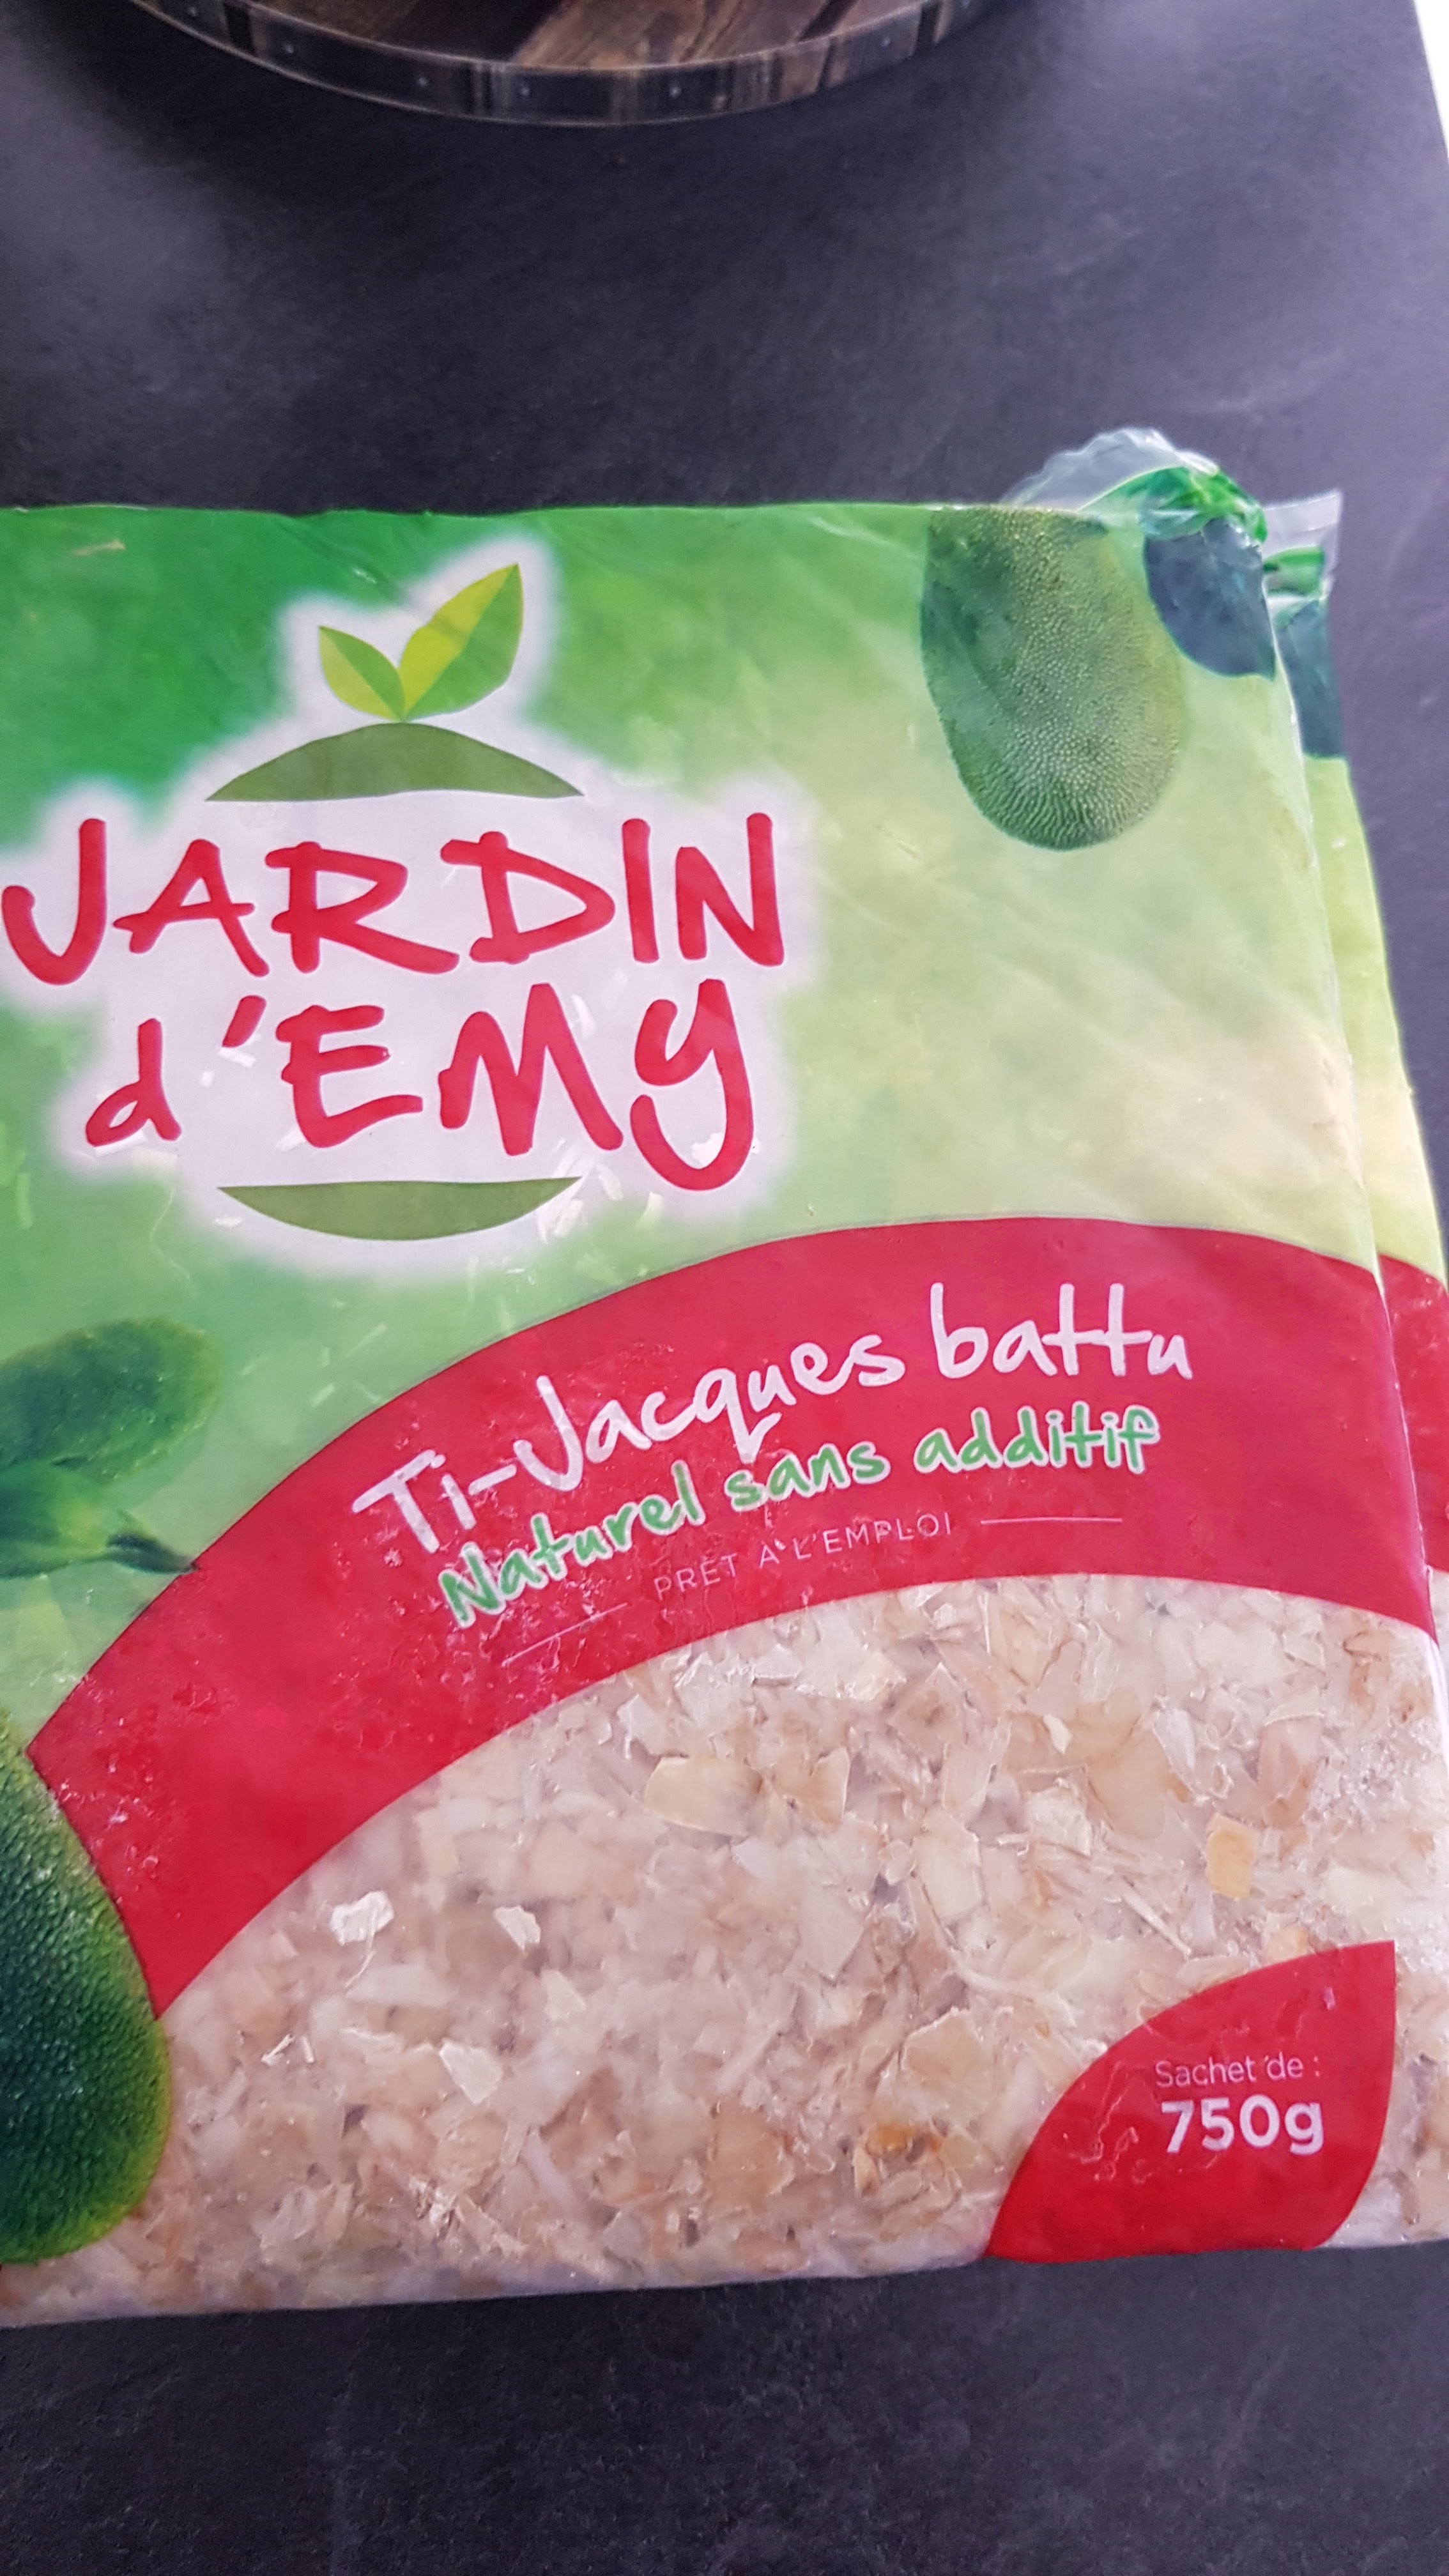 JARDIN
d'EMY
Ti-Jacques battu
Naturel sans additif
PRÊT À L'EMPLOI
Sachet de :
750g